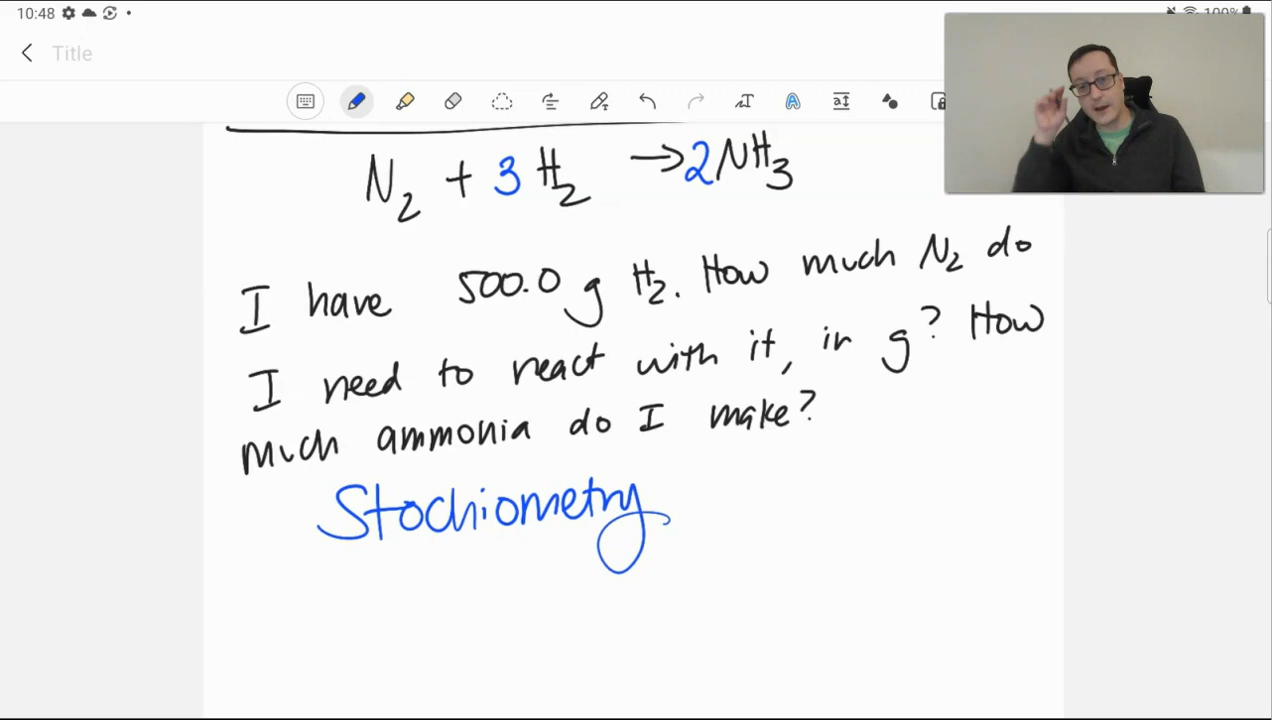 10:48
100%
Title
N₂ + 3 H₂ → 2 NH₃
I have 500.0 g H₂. How much N₂ do
I need to react with it, in g? How
much ammonia do I make?
Stochiometry